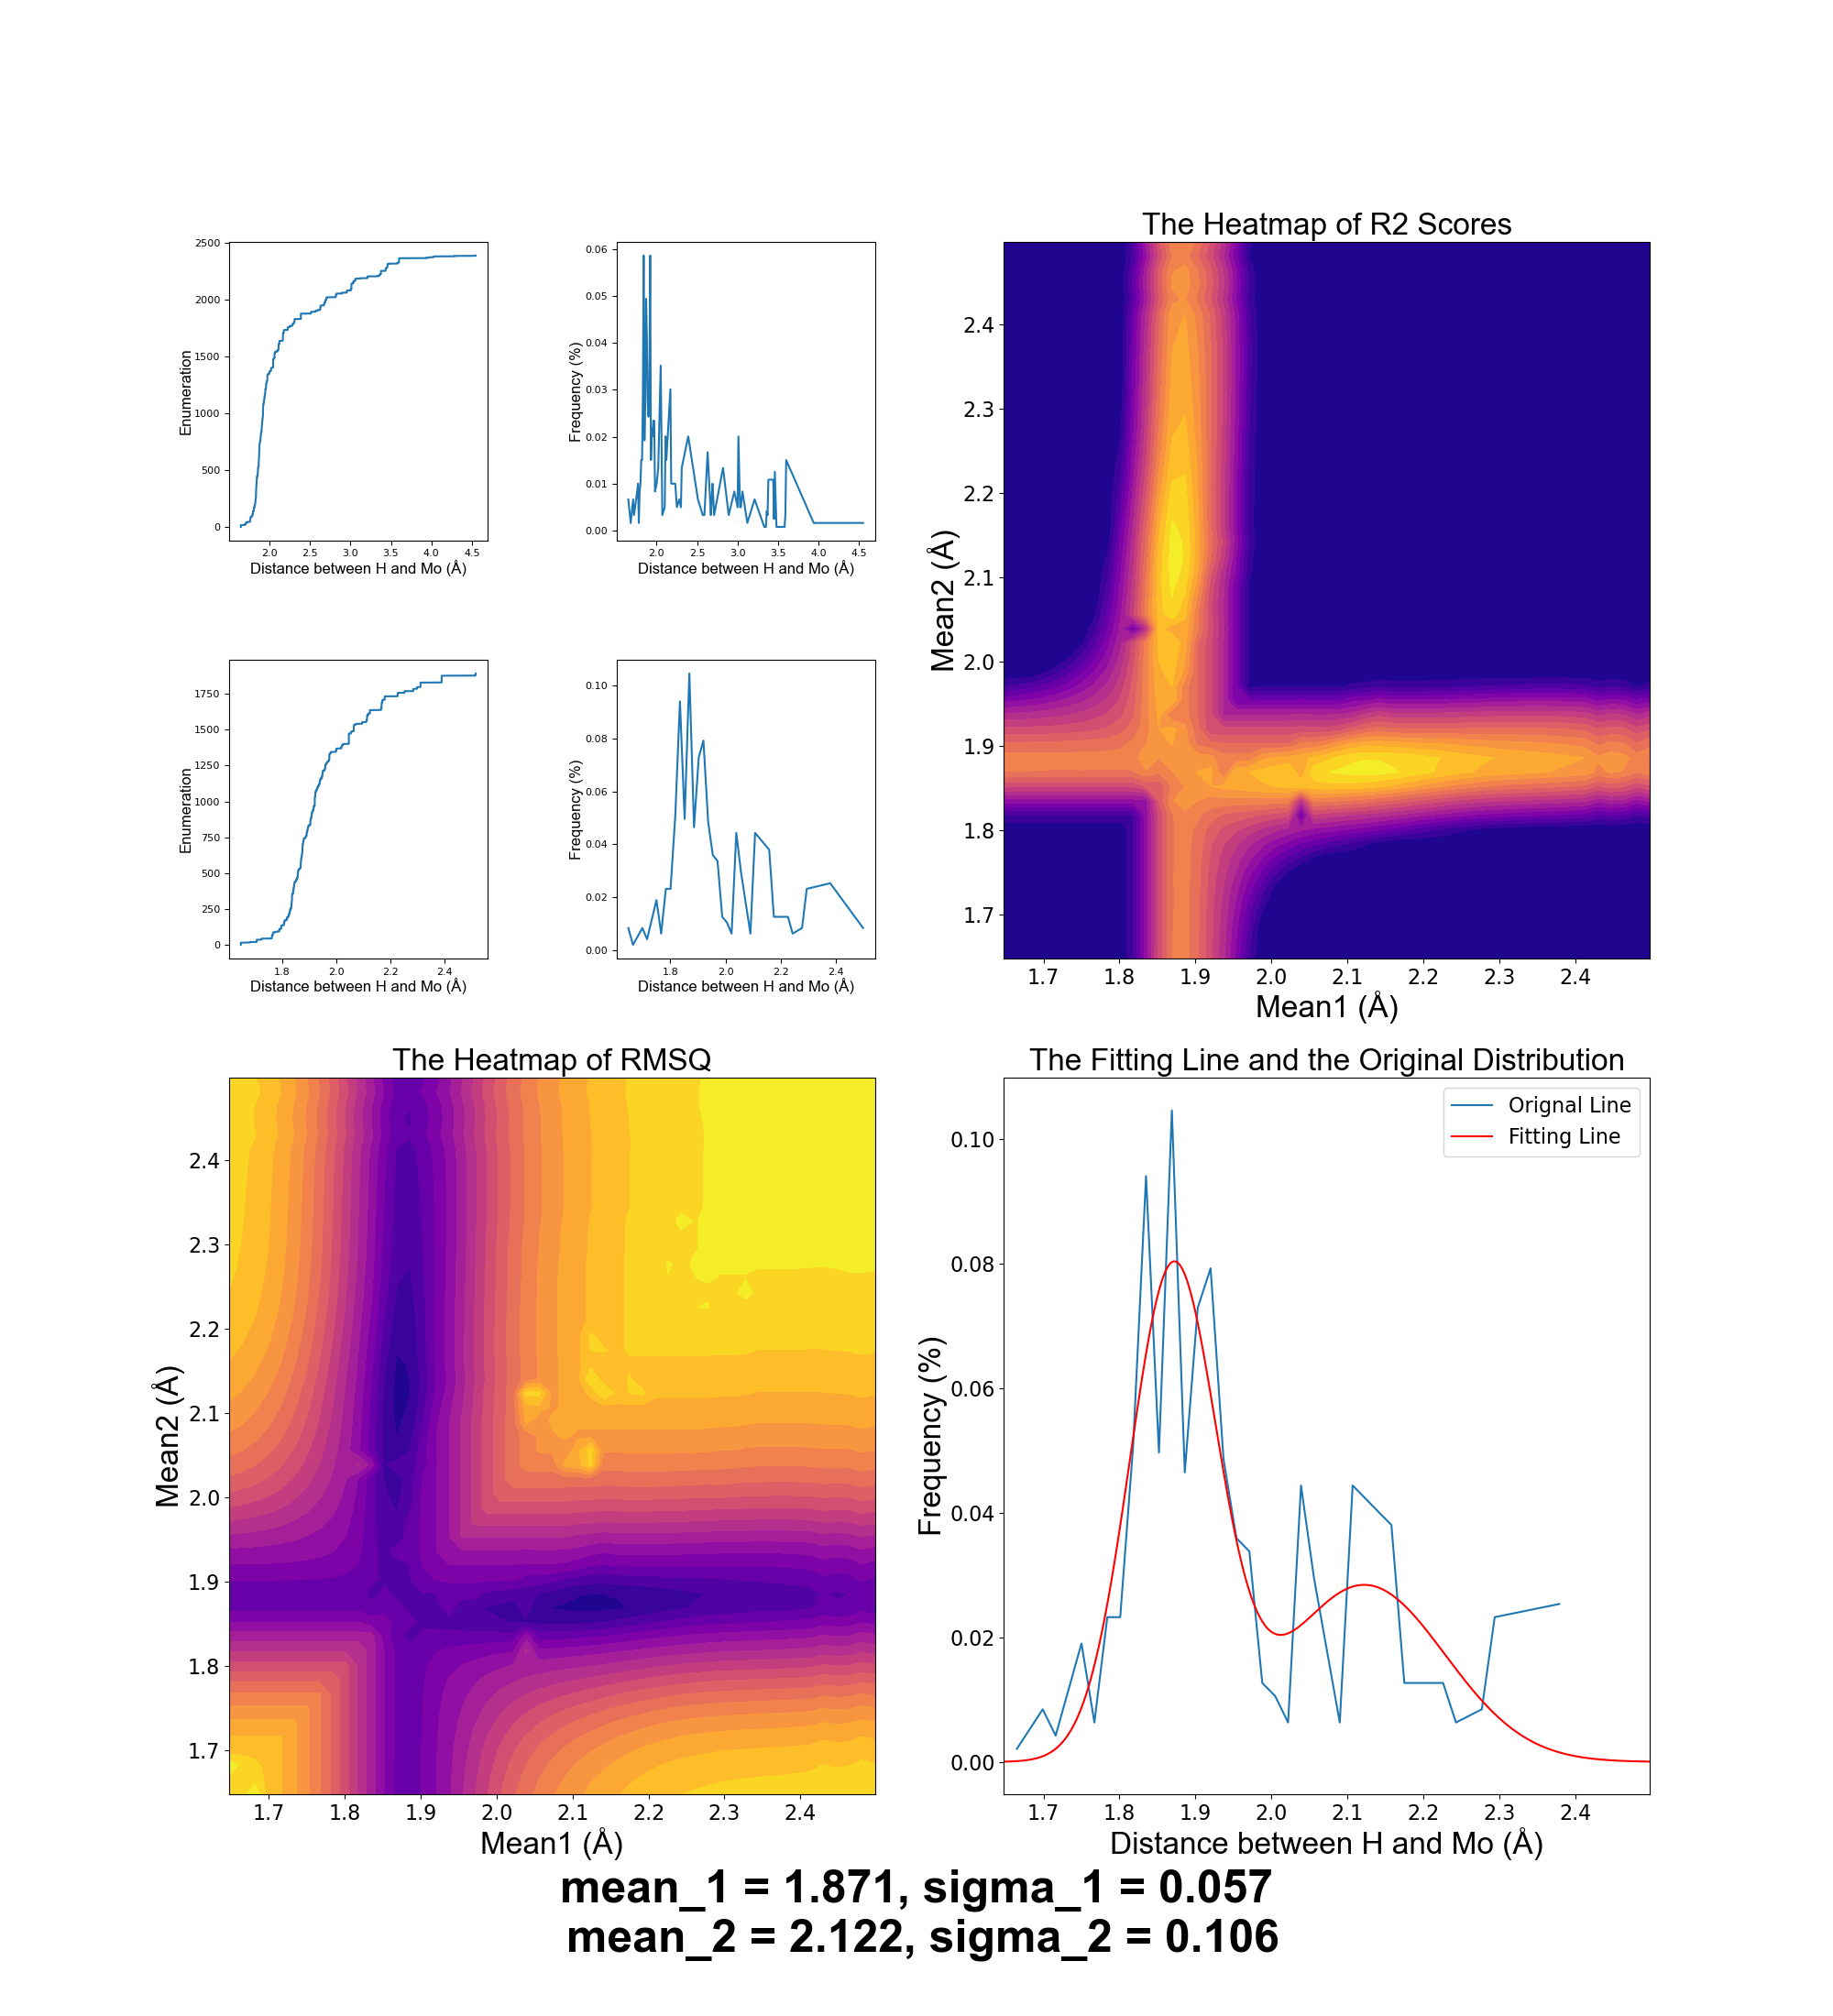 2500
2000
1500
1000
500
0
Enumeration
2.0 2.5 3.0 3.5 4.0 4.5
Distance between H and Mo (Å)
0.06
0.05
0.04
0.03
0.02
0.01
0.00
Frequency (%)
2.0 2.5 3.0 3.5 4.0 4.5
Distance between H and Mo (Å)
1750
1500
1250
1000
750
500
250
0
Enumeration
1.8 2.0 2.2 2.4
Distance between H and Mo (Å)
0.10
0.08
0.06
0.04
0.02
0.00
Frequency (%)
1.8 2.0 2.2 2.4
Distance between H and Mo (Å)
The Heatmap of R2 Scores
2.4
2.3
2.2
2.1
2.0
1.9
1.8
1.7
Mean2 (Å)
1.7 1.8 1.9 2.0 2.1 2.2 2.3 2.4
Mean1 (Å)
The Heatmap of RMSQ
2.4
2.3
2.2
2.1
2.0
1.9
1.8
1.7
Mean2 (Å)
1.7 1.8 1.9 2.0 2.1 2.2 2.3 2.4
Mean1 (Å)
The Fitting Line and the Original Distribution
Orignal Line
Fitting Line
0.10
0.08
0.06
0.04
0.02
0.00
Frequency (%)
1.7 1.8 1.9 2.0 2.1 2.2 2.3 2.4
Distance between H and Mo (Å)
mean_1 = 1.871, sigma_1 = 0.057
mean_2 = 2.122, sigma_2 = 0.106